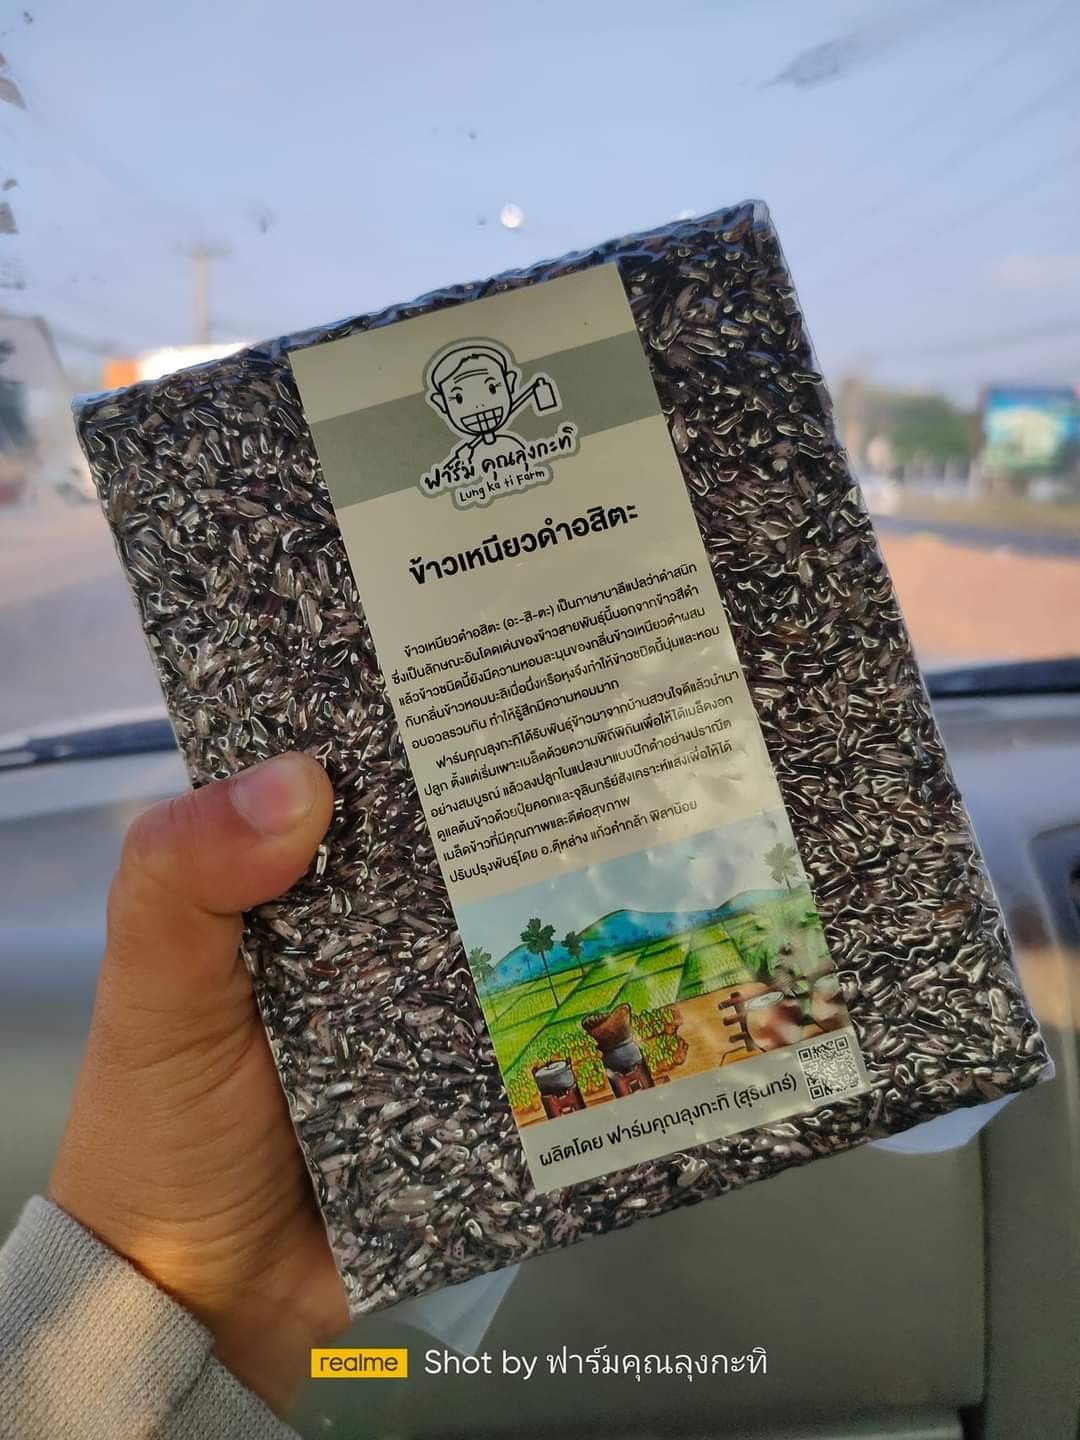 ฟาร์ม คุณลุงกะทิ
Lung Ka ti Farm
ข้าวเหนียวดำอสิตะ
ข้าวเหนียวดำอสิตะ (อะ-สิ-ตะ) เป็นภาษาบาลีแปลว่าดำสนิท
ซึ่งเป็นลักษณะอันโดดเด่นของข้าวสายพันธุ์นี้นอกจากข้าวสีดำ
แล้วข้าวชนิดนี้ยังมีความหอมละมุนของกลิ่นข้าวเหนียวดำผสม
กับกลิ่นข้าวหอมมะลิเมื่อนึ่งหรือหุงจึงทำให้ข้าวชนิดนี้นุ่มและหอม
อบอวลรวมกัน ทำให้รู้สึกมีความหอมมาก
ฟาร์มคุณลุงกะทิได้รับพันธุ์ข้าวมาจากบ้านสวนใจดีแล้วนำมา
ปลูก ตั้งแต่เริ่มเพาะเมล็ดด้วยความพิถีพิถันเพื่อให้ได้เมล็ดงอก
อย่างสมบูรณ์ แล้วลงปลูกในแปลงนาแบบปักดำอย่างปราณีต
ดูแลต้นข้าวด้วยปุ๋ยคอกและจุลินทรีย์สังเคราะห์แสงเพื่อให้ได้
เมล็ดข้าวที่มีคุณภาพและดีต่อสุขภาพ
ปรับปรุงพันธุ์โดย อ.ตุ๊หล่าง แก้วคำกล้า พิลาน้อย
ผลิตโดย ฟาร์มคุณลุงกะทิ (สุรินทร์)
realme Shot by ฟาร์มคุณลุงกะทิ